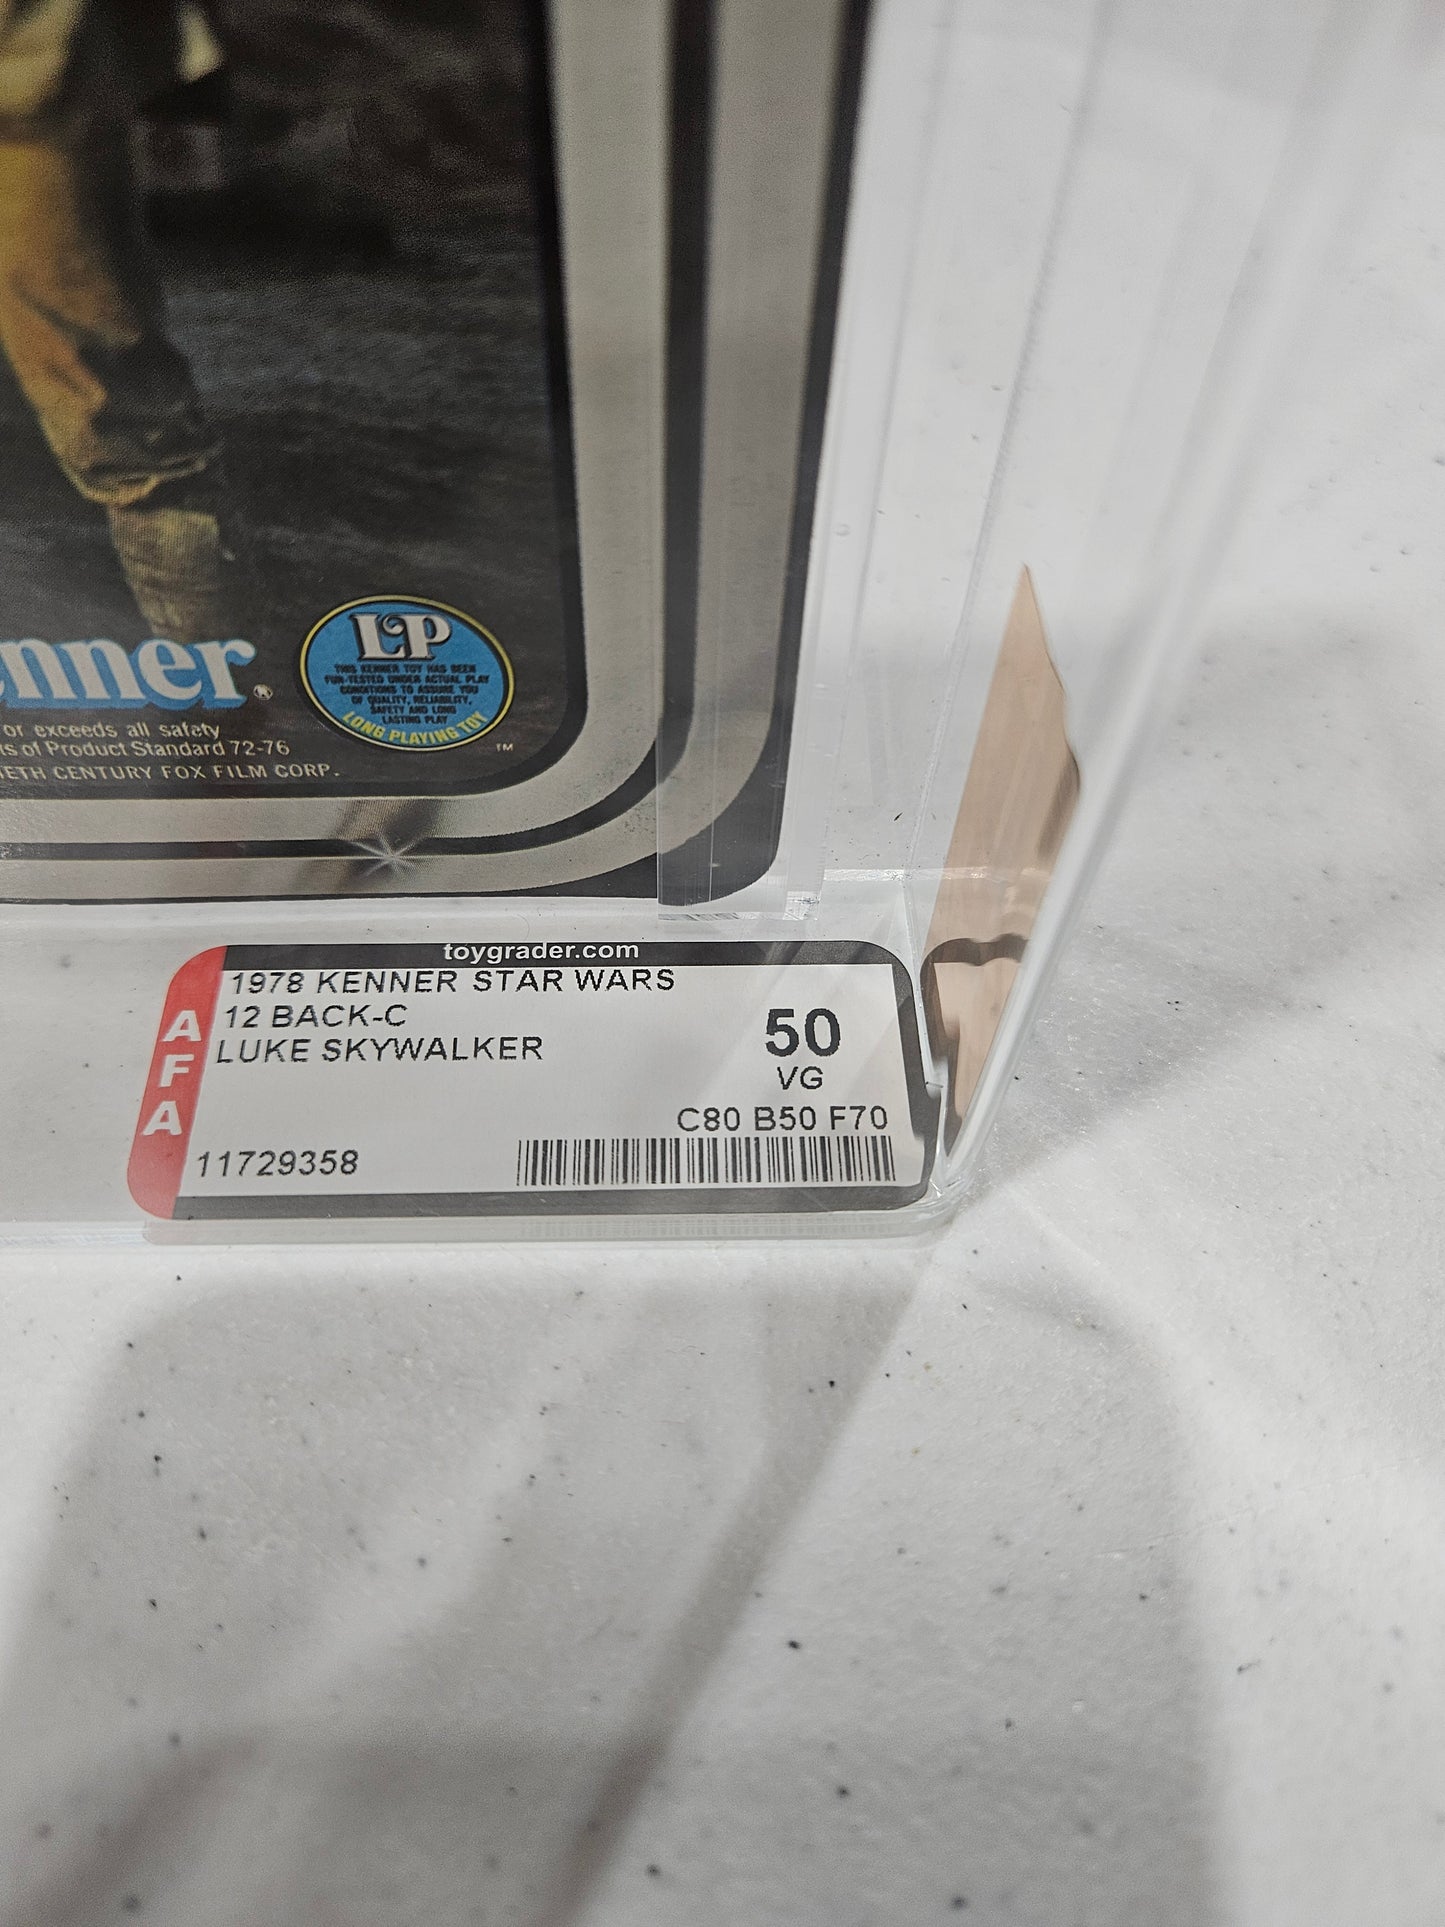 enner®
or exceeds all safety
s of Product Standard 72-76
ETH CENTURY FOX FILM CORP.
LP
THIS KENNER TOY HAS BEEN
FUN-TESTED UNDER ACTUAL PLAY
CONDITIONS TO ASSURE YOU
OF QUALITY, RELIABILITY,
SAFETY AND LONG
LASTING PLAY
LONG PLAYING TOY
TM
toygrader.com
AFA
1978 KENNER STAR WARS
12 BACK-C
LUKE SKYWALKER
50
VG
C80 B50 F70
11729358